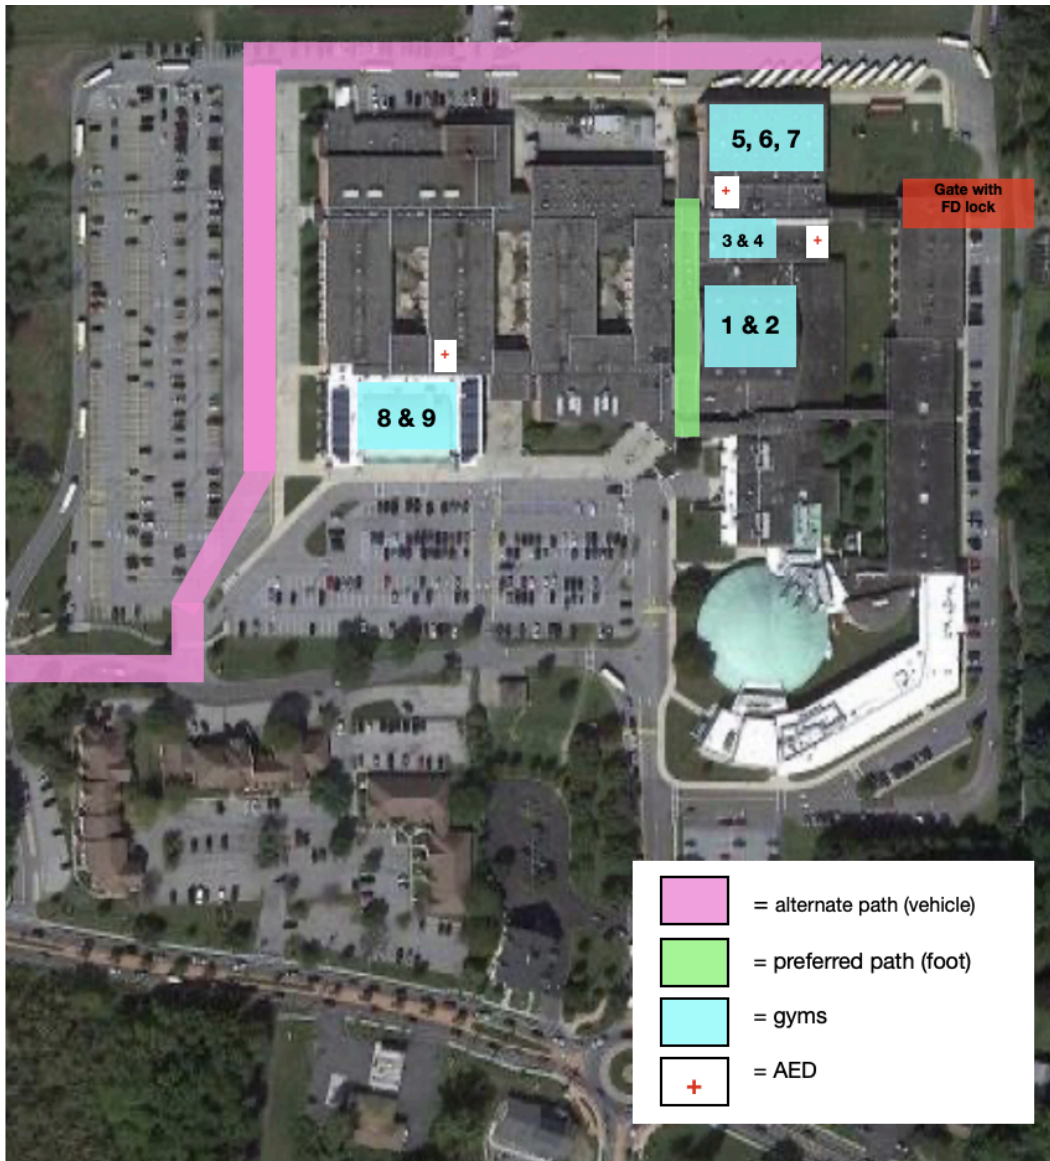 5, 6, 7
Gate with
FD lock
+
3 & 4
+
1 & 2
+
8 & 9
= alternate path (vehicle)
= preferred path (foot)
= gyms
+
= AED